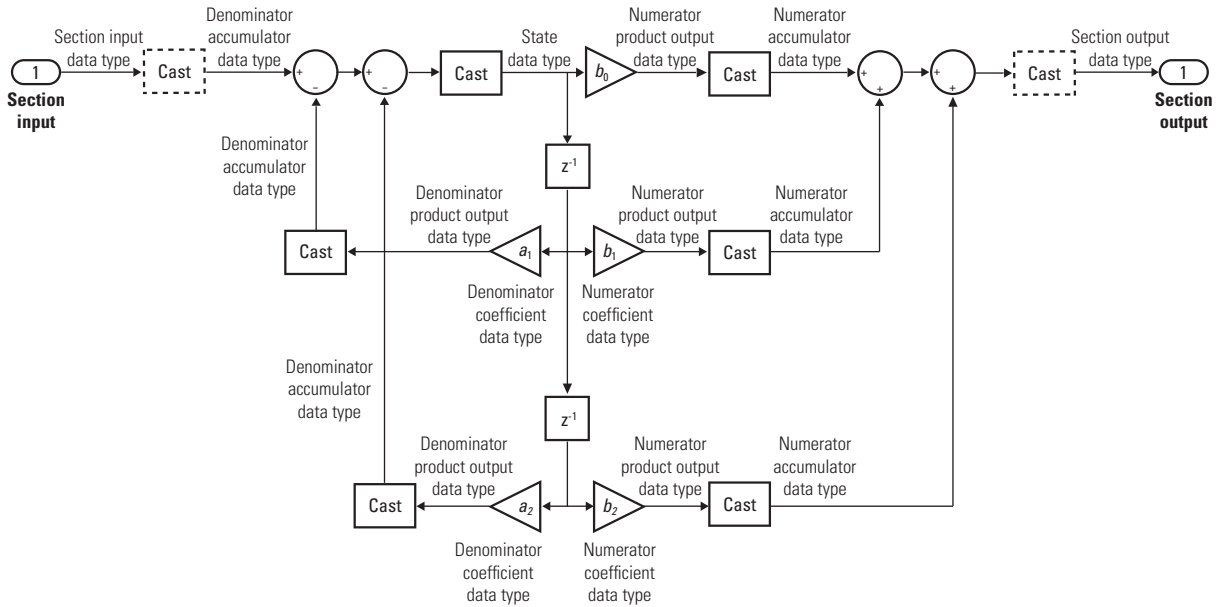 Section input
data type
1
Section
input
Cast
Denominator
accumulator
data type
+
−
+
−
Cast
State
data type
b0
Numerator
product output
data type
Cast
Numerator
accumulator
data type
+
+
+
+
Cast
Section output
data type
1
Section
output
Denominator
accumulator
data type
z-1
Cast
Denominator
product output
data type
a1
b1
Numerator
product output
data type
Cast
Numerator
accumulator
data type
Denominator
coefficient
data type
Numerator
coefficient
data type
Denominator
accumulator
data type
z-1
Cast
Denominator
product output
data type
a2
b2
Numerator
product output
data type
Cast
Numerator
accumulator
data type
Denominator
coefficient
data type
Numerator
coefficient
data type